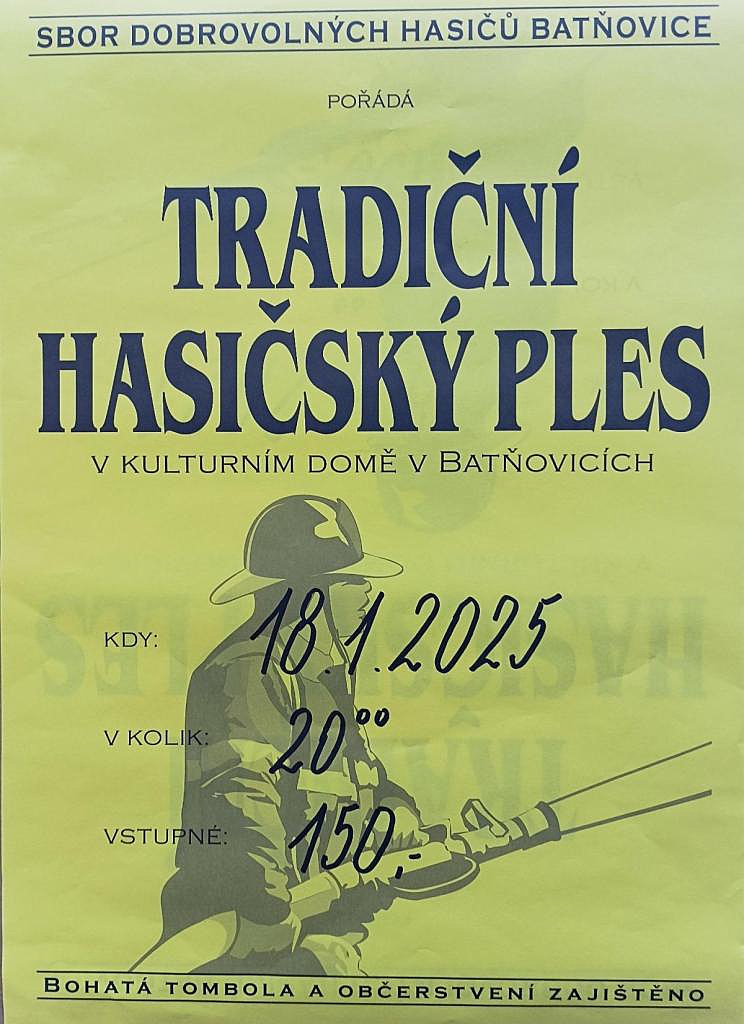 SBOR DOBROVOLNÝCH HASIČŮ BATŇOVICE
POŘÁDÁ
TRADIČNÍ
HASIČSKÝ PLES
V KULTURNÍM DOMĚ V BATŇOVICÍCH
KDY: 18.1.2025
V KOLIK: 20⁰⁰
VSTUPNÉ: 150,-
BOHATÁ TOMBOLA A OBČERSTVENÍ ZAJIŠTĚNO